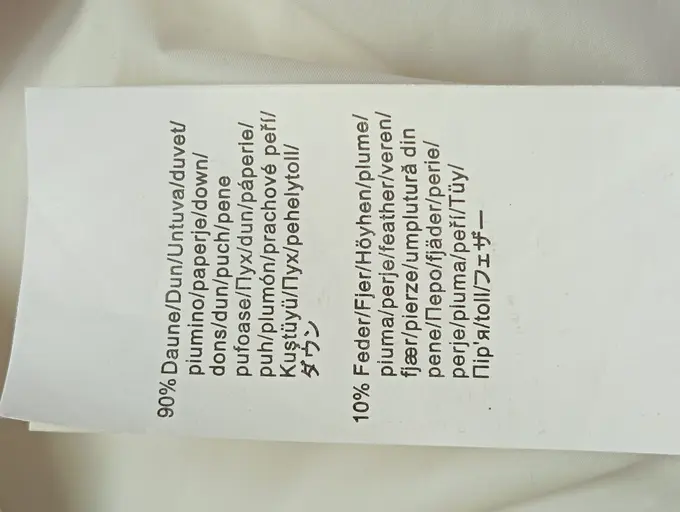 90% Daune/Dun/Untuva/duvet/
piumino/paperje/down/
dons/dun/puch/pene
pufoase/Пух/dun/páperie/
puh/plumón/prachové peří/
Kuştüyü/Пух/pehelytoll/
ダウン
10% Feder/Fjer/Höyhen/plume/
piuma/perje/feather/veren/
fjær/pierze/umplutură din
pene/Перо/fjäder/perie/
perje/pluma/peří/Tüy/
Пір'я/toll/フェザー